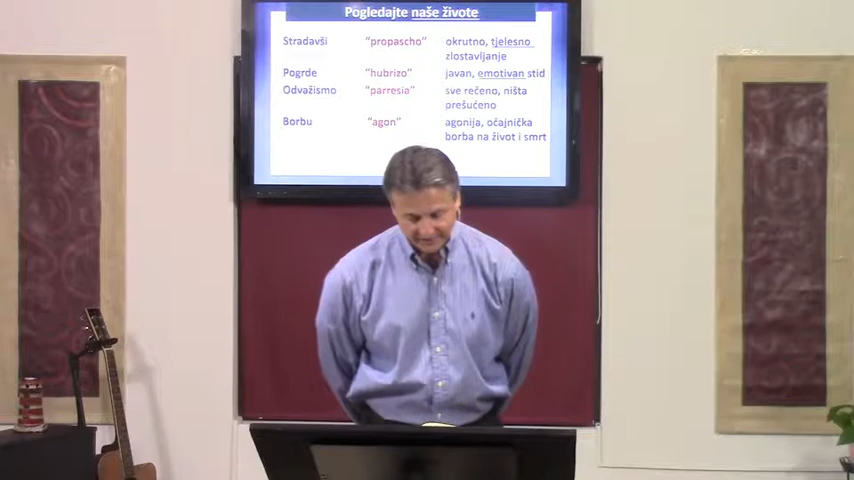 Pogledajte naše živote
Stradavši "propascho" okrutno, tjelesno
zlostavljanje
Pogrde "hubrizo" javan, emotivan stid
Odvažismo "parresia" sve rečeno, ništa
prešućeno
Borbu "agon" agonija, očajnička
borba na život i smrt